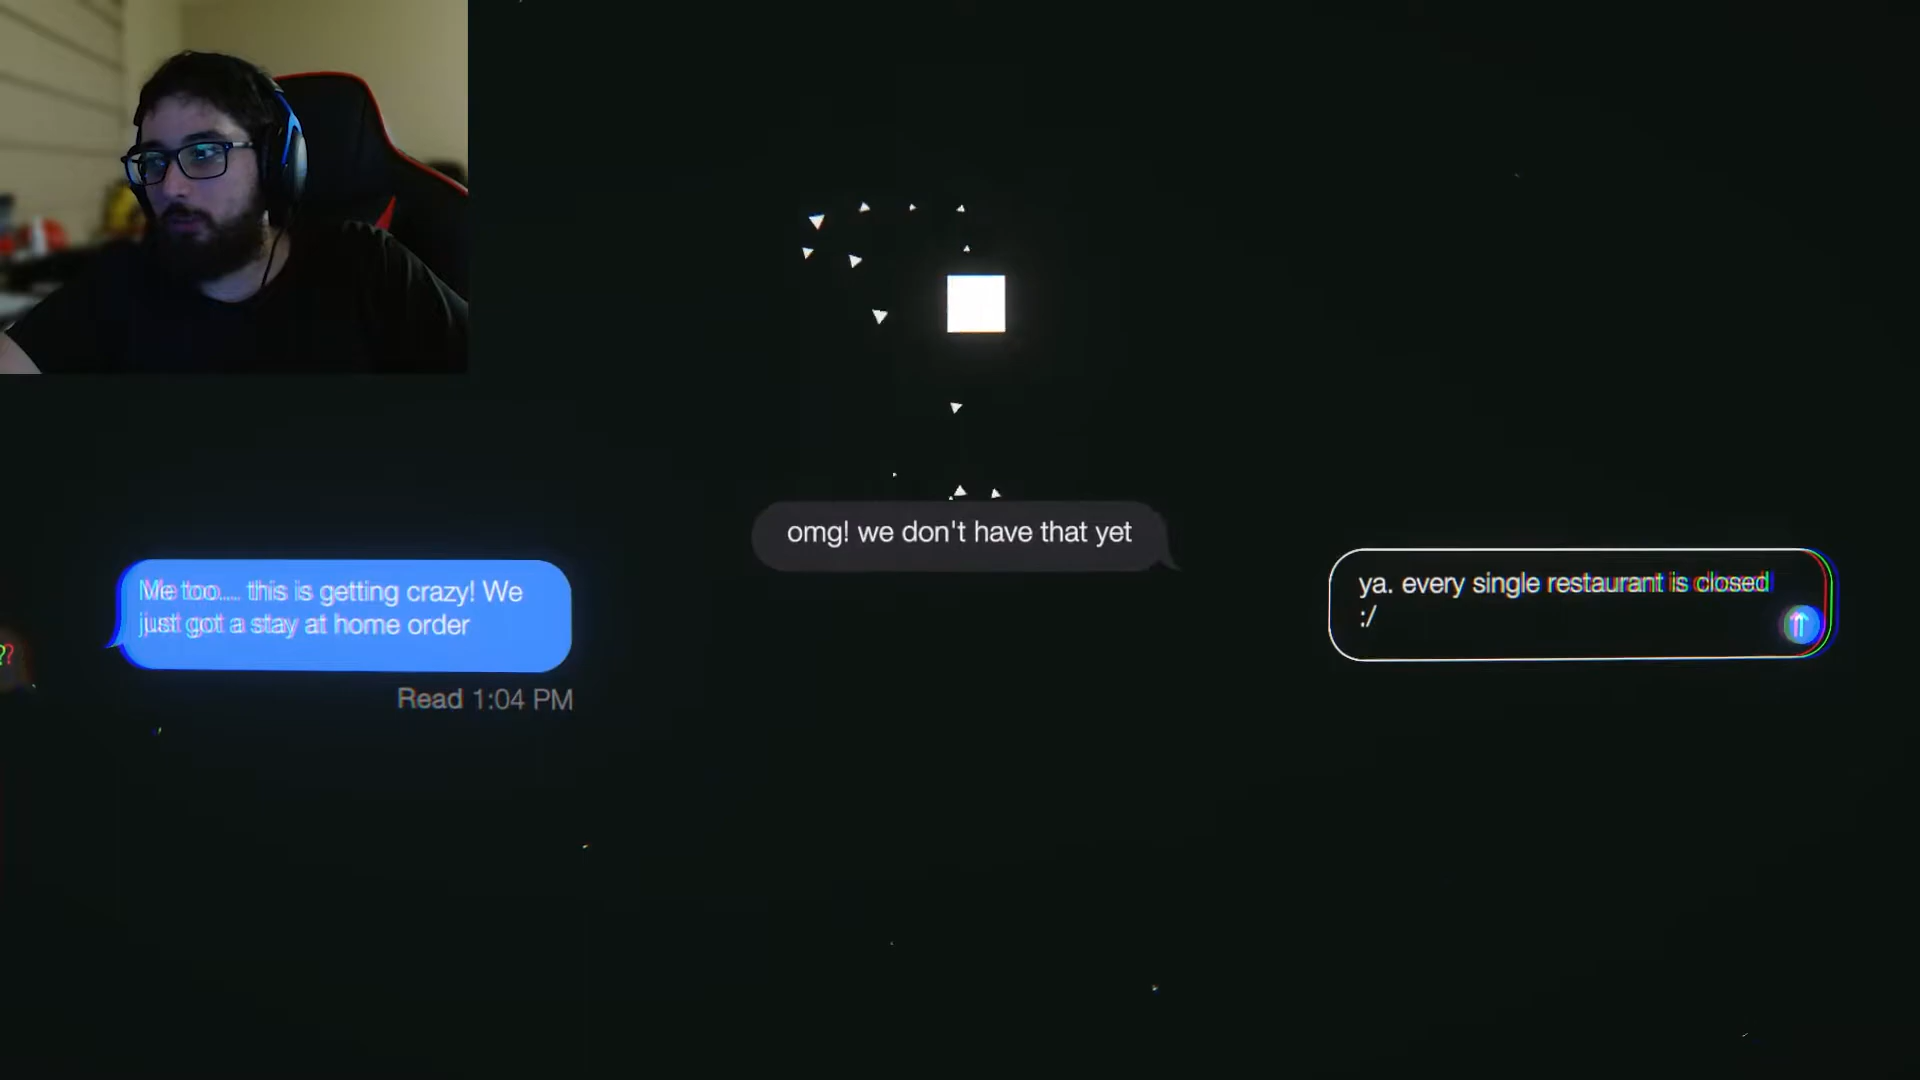 ??
Me too.... this is getting crazy! We
just got a stay at home order
Read 1:04 PM
omg! we don't have that yet
ya. every single restaurant is closed
:/